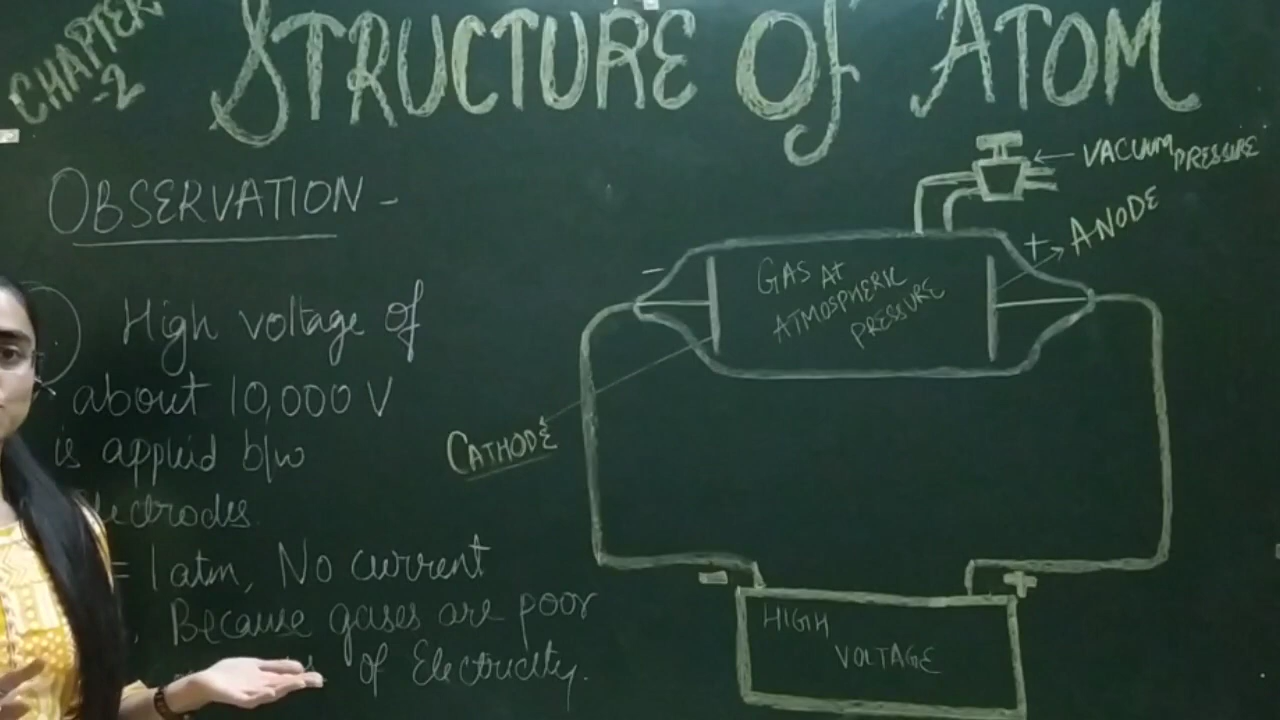 CHAPTER
-2
STRUCTURE OF ATOM
OBSERVATION -
High voltage of
about 10,000 V
is applied b/w
= 1 atm, No current
Because gases are poor
of Electricity.
VACUUM PRESSURE
+ ANODE
-
GAS At
ATMOSPHERIC
PRESSURE
CATHODE
- +
HIGH
VOLTAGE